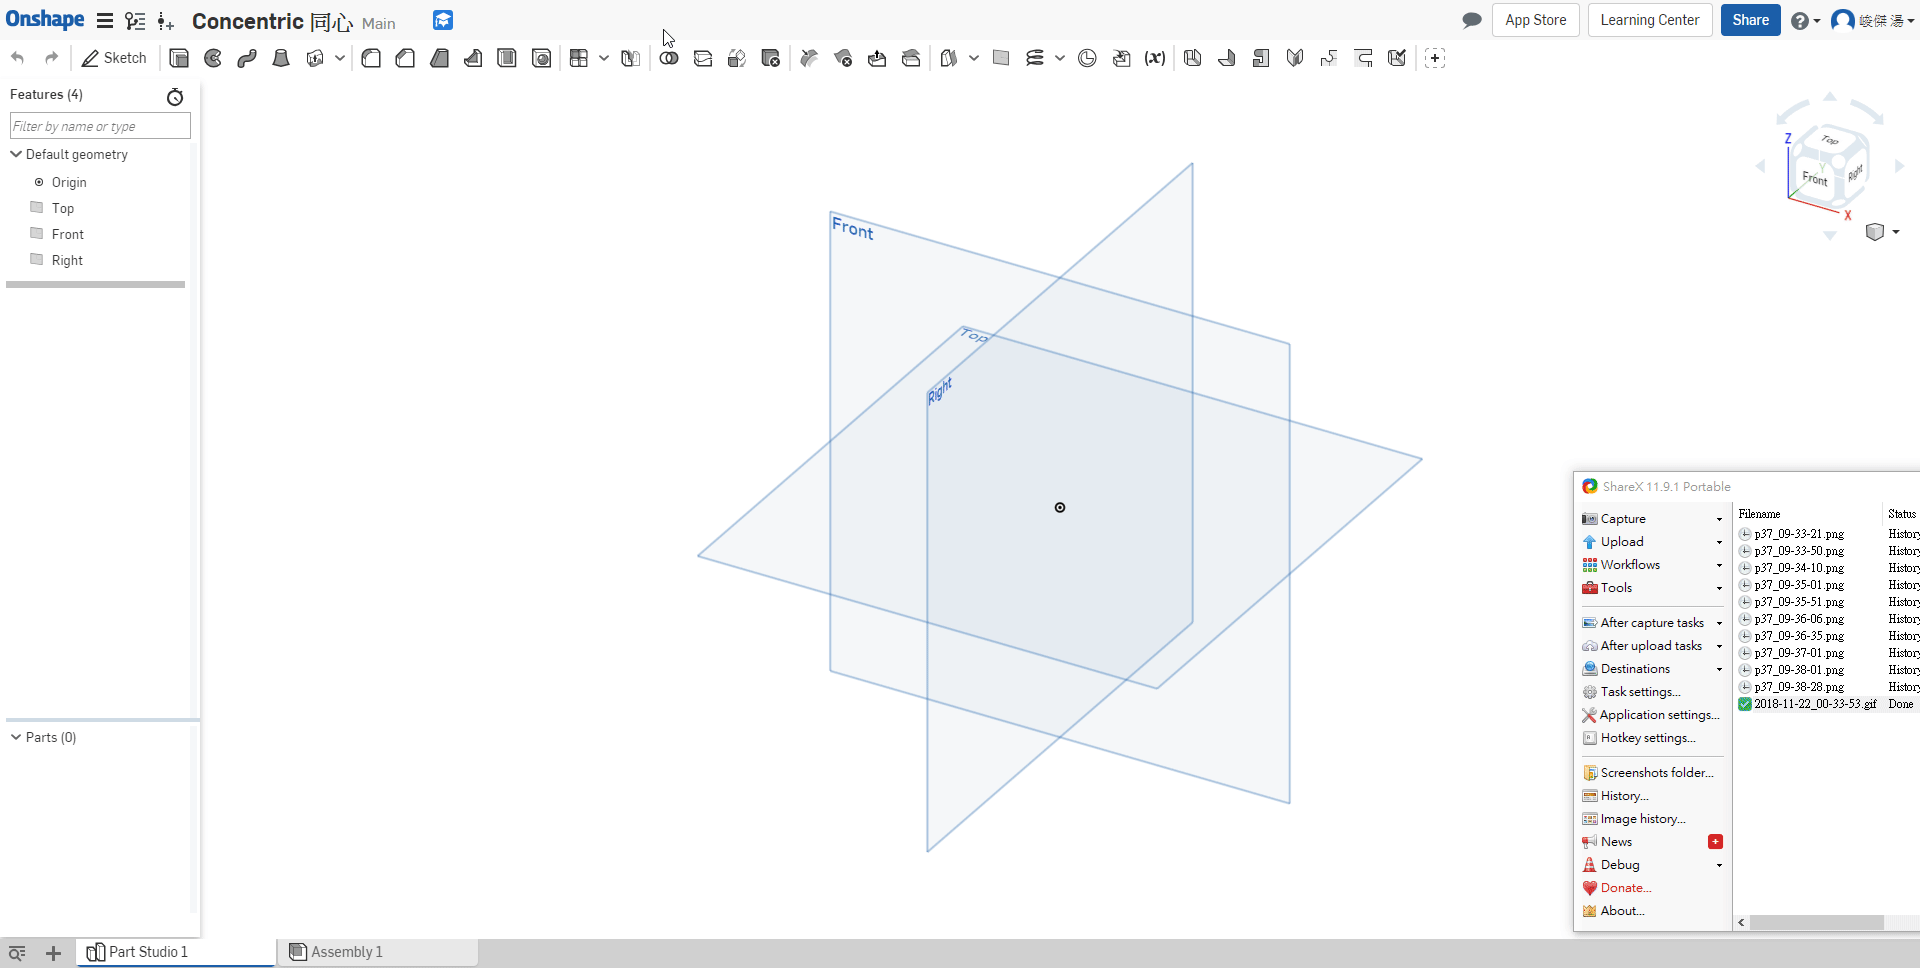 Onshape Concentric 同心 Main
App Store Learning Center Share 峻傑 湯
Sketch (x)
Features (4)
Filter by name or type
Default geometry
Origin
Top
Front
Right
Parts (0)
Front
Top
Right
Z
Top
Y
Front
Right
X
ShareX 11.9.1 Portable
Capture
Upload
Workflows
Tools
After capture tasks
After upload tasks
Destinations
Task settings...
Application settings...
Hotkey settings...
Screenshots folder...
History...
Image history...
News
Debug
Donate...
About...
Filename Status
p37_09-33-21.png History
p37_09-33-50.png History
p37_09-34-10.png History
p37_09-35-01.png History
p37_09-35-51.png History
p37_09-36-06.png History
p37_09-36-35.png History
p37_09-37-01.png History
p37_09-38-01.png History
p37_09-38-28.png History
2018-11-22_00-33-53.gif Done
Part Studio 1 Assembly 1